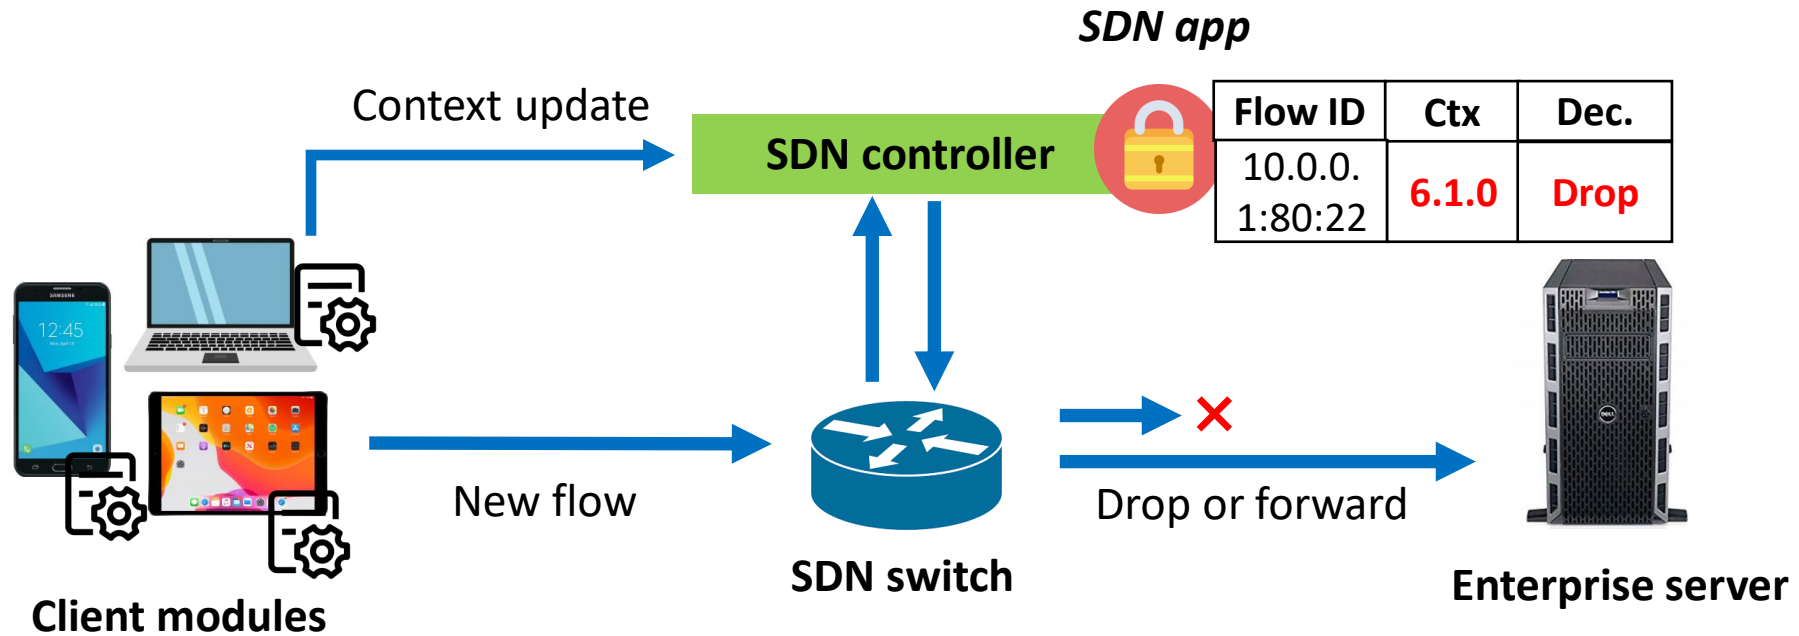 SDN app
Context update
SDN controller
Flow ID Ctx Dec.
10.0.0.
1:80:22
6.1.0 Drop
SAMSUNG
12:45
New flow
Drop or forward
DELL
SDN switch
Enterprise server
Client modules